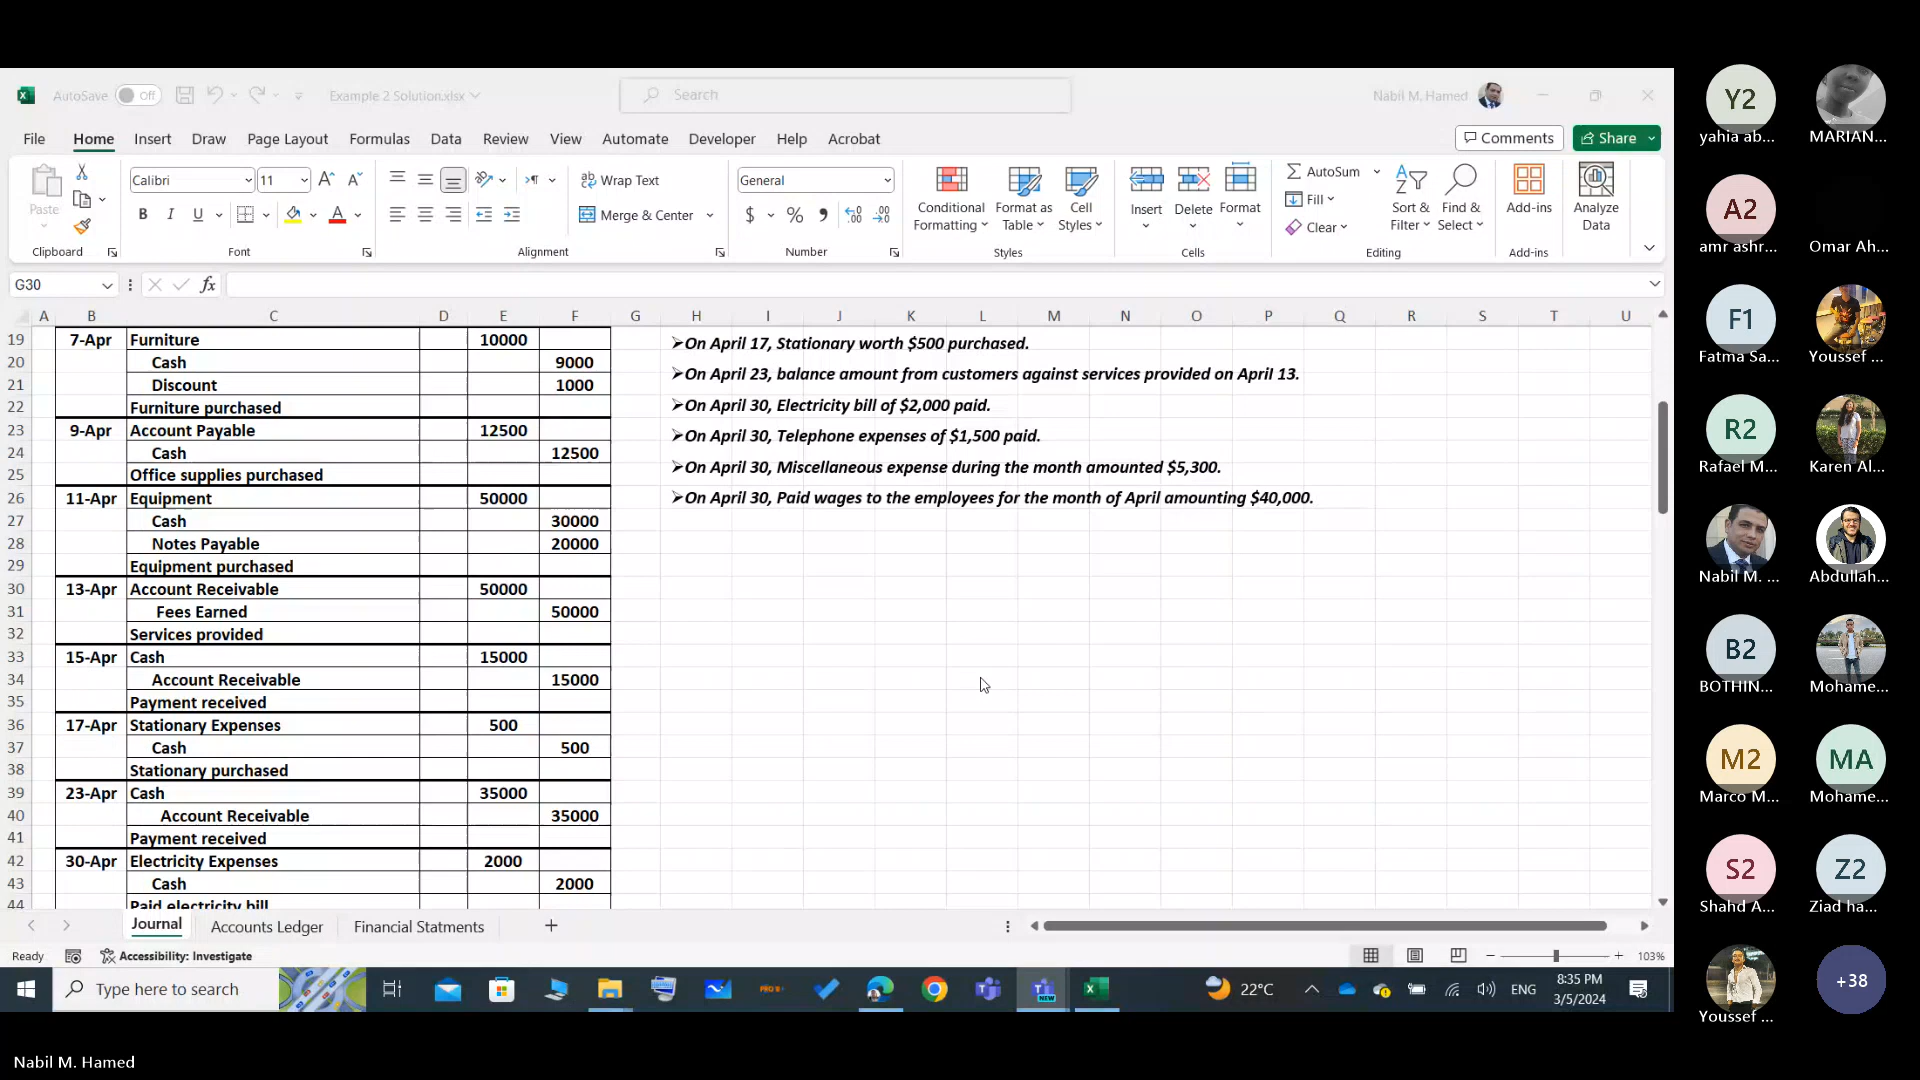 AutoSave Off Example 2 Solution.xlsx Search Nabil M. Hamed
File Home Insert Draw Page Layout Formulas Data Review View Automate Developer Help Acrobat Comments Share
Paste Calibri 11 Wrap Text General Conditional Format as Cell Insert Delete Format AutoSum Sort & Find & Add-ins Analyze
B I U Merge & Center $ % Formatting Table Styles Fill Filter Select Data
Clear
Clipboard Font Alignment Number Styles Cells Editing Add-ins
G30 fx
A B C D E F G H I J K L M N O P Q R S T U
19 7-Apr Furniture 10000
20 Cash 9000
21 Discount 1000
22 Furniture purchased
23 9-Apr Account Payable 12500
24 Cash 12500
25 Office supplies purchased
26 11-Apr Equipment 50000
27 Cash 30000
28 Notes Payable 20000
29 Equipment purchased
30 13-Apr Account Receivable 50000
31 Fees Earned 50000
32 Services provided
33 15-Apr Cash 15000
34 Account Receivable 15000
35 Payment received
36 17-Apr Stationary Expenses 500
37 Cash 500
38 Stationary purchased
39 23-Apr Cash 35000
40 Account Receivable 35000
41 Payment received
42 30-Apr Electricity Expenses 2000
43 Cash 2000
44 Paid electricity bill
➢On April 17, Stationary worth $500 purchased.
➢On April 23, balance amount from customers against services provided on April 13.
➢On April 30, Electricity bill of $2,000 paid.
➢On April 30, Telephone expenses of $1,500 paid.
➢On April 30, Miscellaneous expense during the month amounted $5,300.
➢On April 30, Paid wages to the employees for the month of April amounting $40,000.
Journal Accounts Ledger Financial Statments
Ready Accessibility: Investigate 103%
Type here to search 22°C ENG 8:35 PM
3/5/2024
Y2
yahia ab... MARIAN...
A2
amr ashr... Omar Ah...
F1
Fatma Sa... Youssef ...
R2
Rafael M... Karen Al...
Nabil M. ... Abdullah...
B2
BOTHIN... Mohame...
M2 MA
Marco M... Mohame...
S2 Z2
Shahd A... Ziad ha...
+38
Youssef ...
Nabil M. Hamed